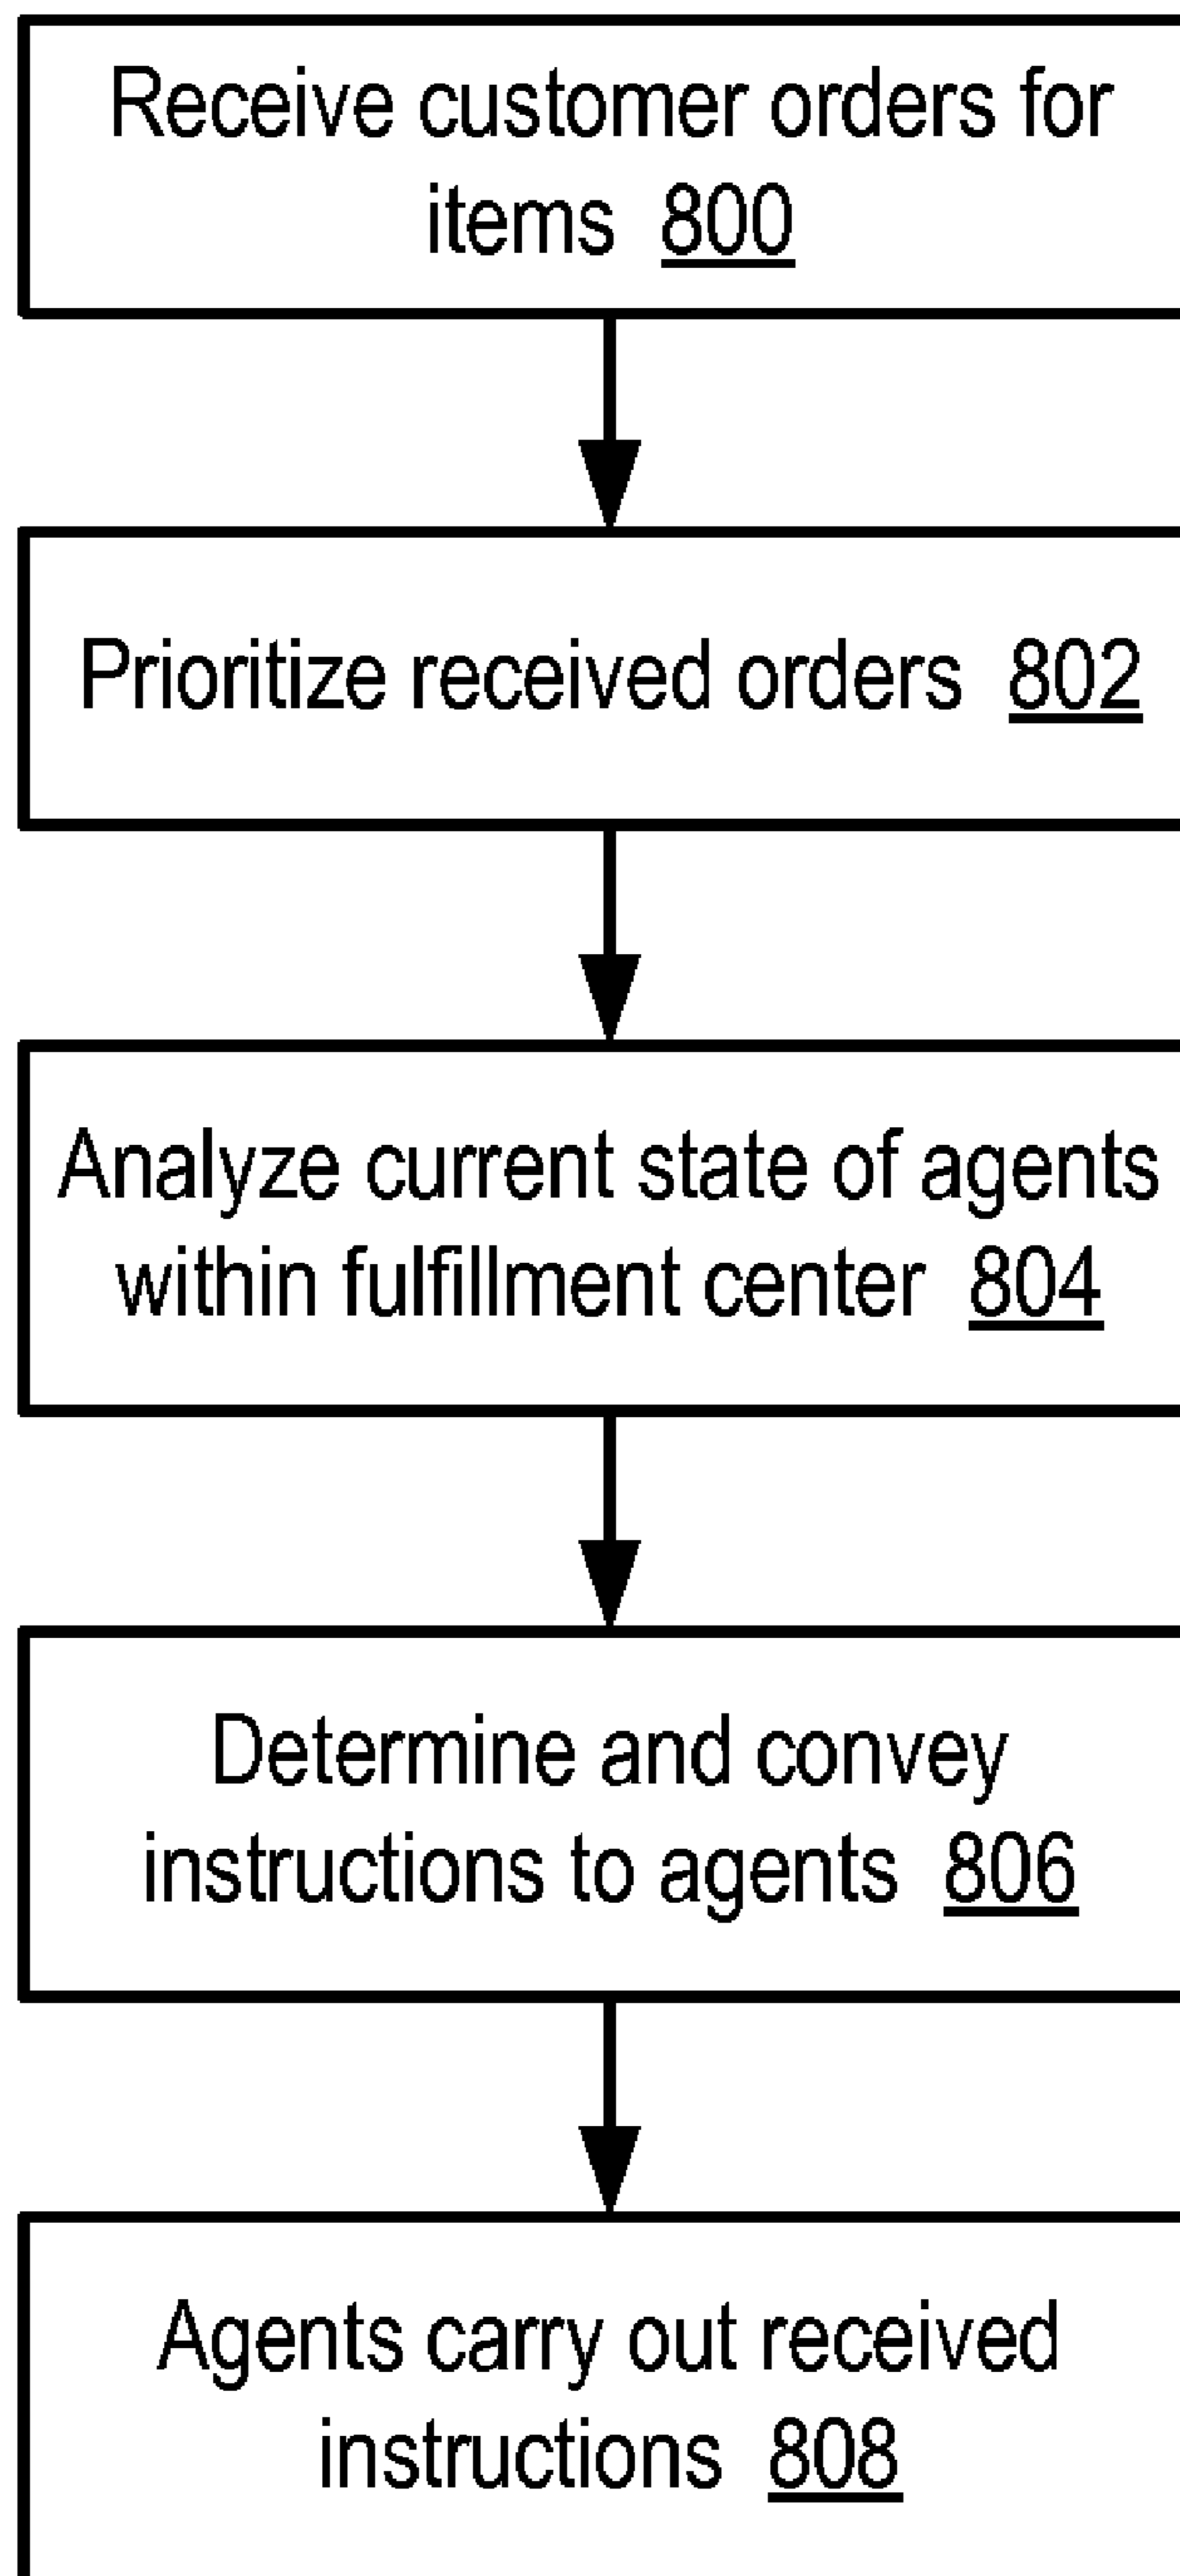 Receive customer orders for
items 800
Prioritize received orders 802
Analyze current state of agents
within fulfillment center 804
Determine and convey
instructions to agents 806
Agents carry out received
instructions 808